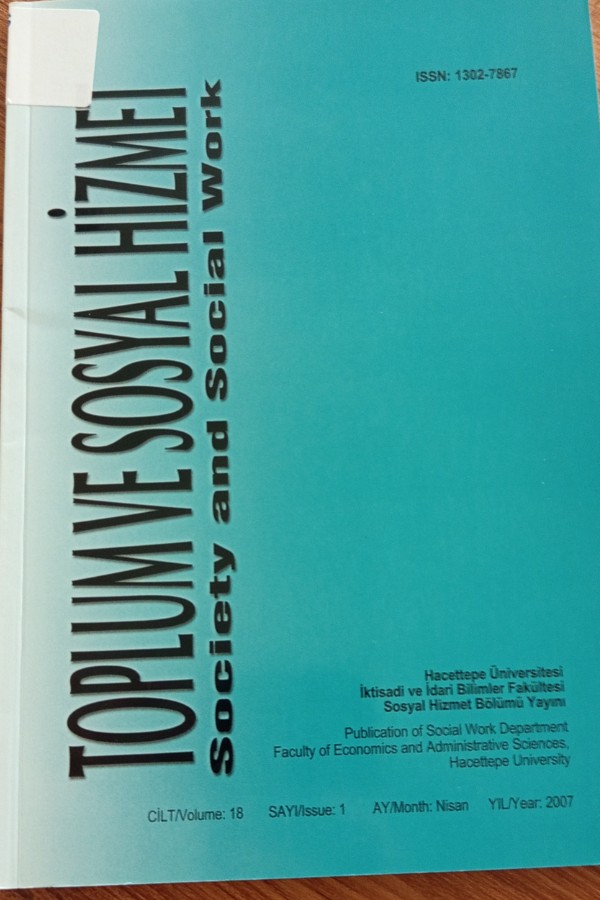 ISSN: 1302-7867
TOPLUM VE SOSYAL HİZMET
Society and Social Work
Hacettepe Üniversitesi
İktisadi ve İdari Bilimler Fakültesi
Sosyal Hizmet Bölümü Yayını
Publication of Social Work Department
Faculty of Economics and Administrative Sciences,
Hacettepe University
CİLT/Volume: 18 SAYI/Issue: 1 AY/Month: Nisan YIL/Year: 2007